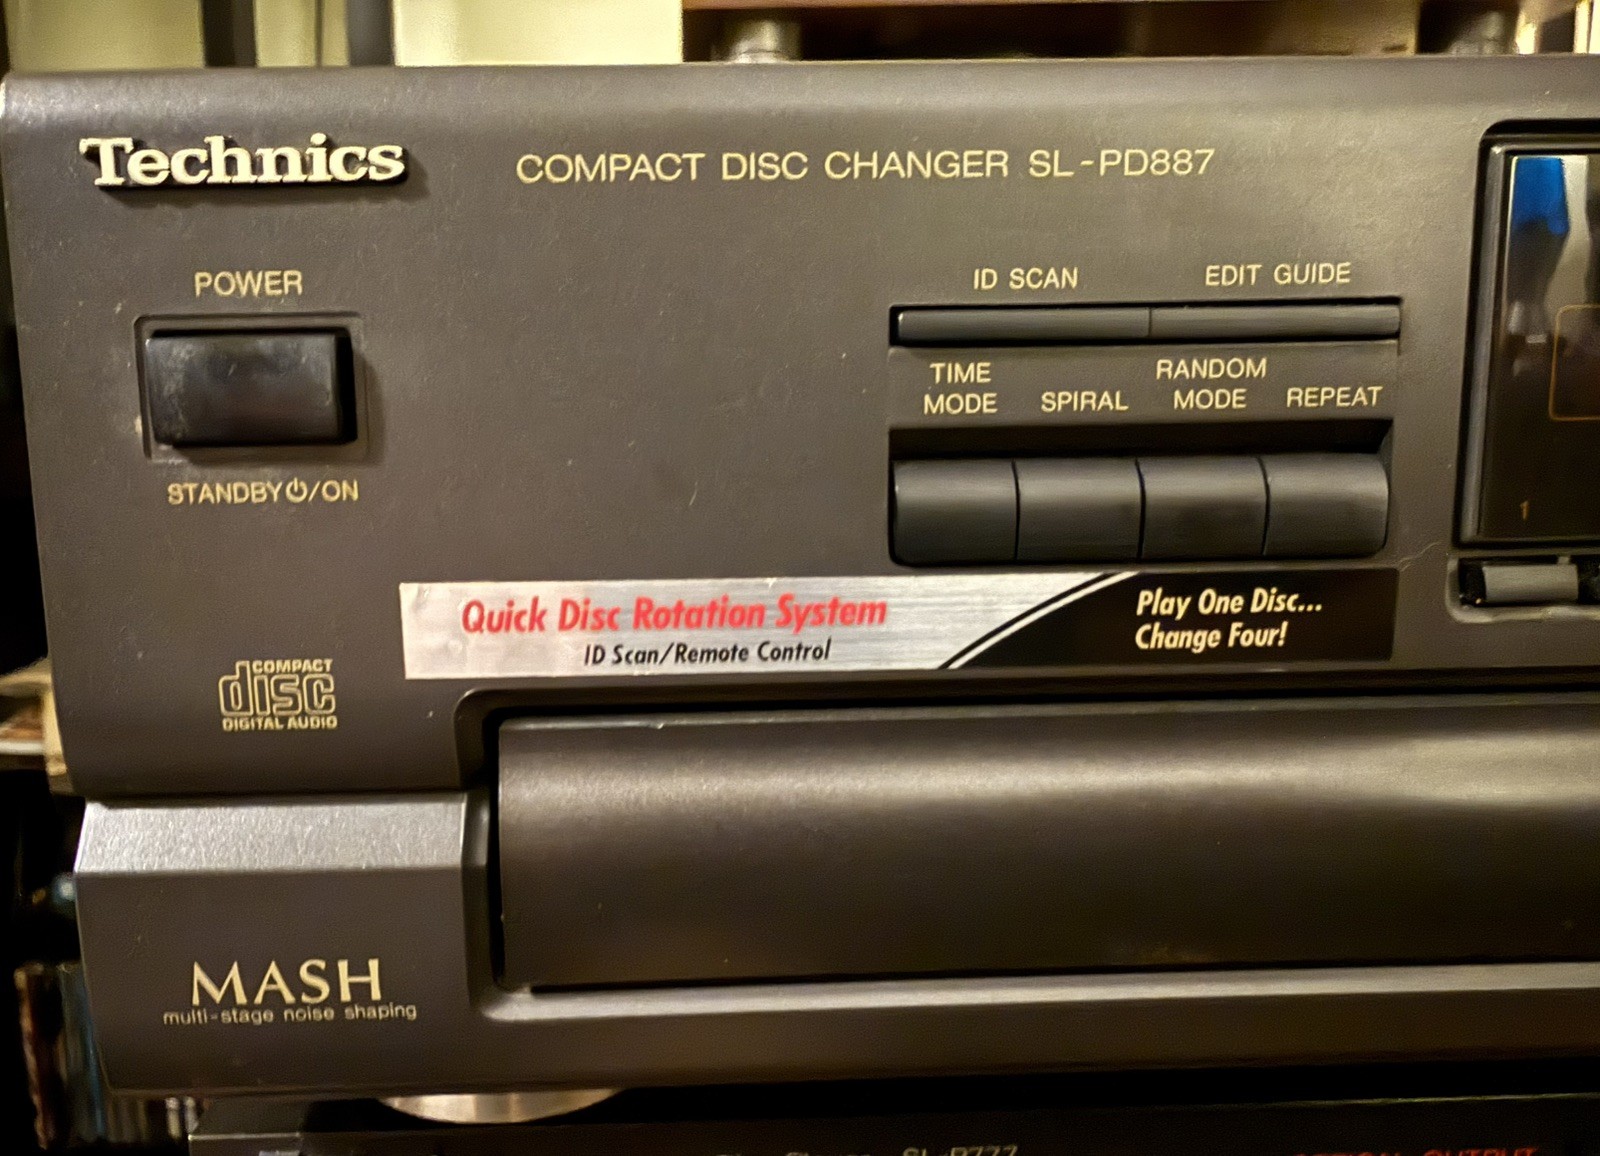 Technics
COMPACT DISC CHANGER SL-PD887
POWER
STANDBY⏻/ON
ID SCAN
EDIT GUIDE
TIME MODE
SPIRAL
RANDOM MODE
REPEAT
1
Quick Disc Rotation System
ID Scan/Remote Control
Play One Disc...
Change Four!
COMPACT
disc
DIGITAL AUDIO
MASH
multi-stage noise shaping